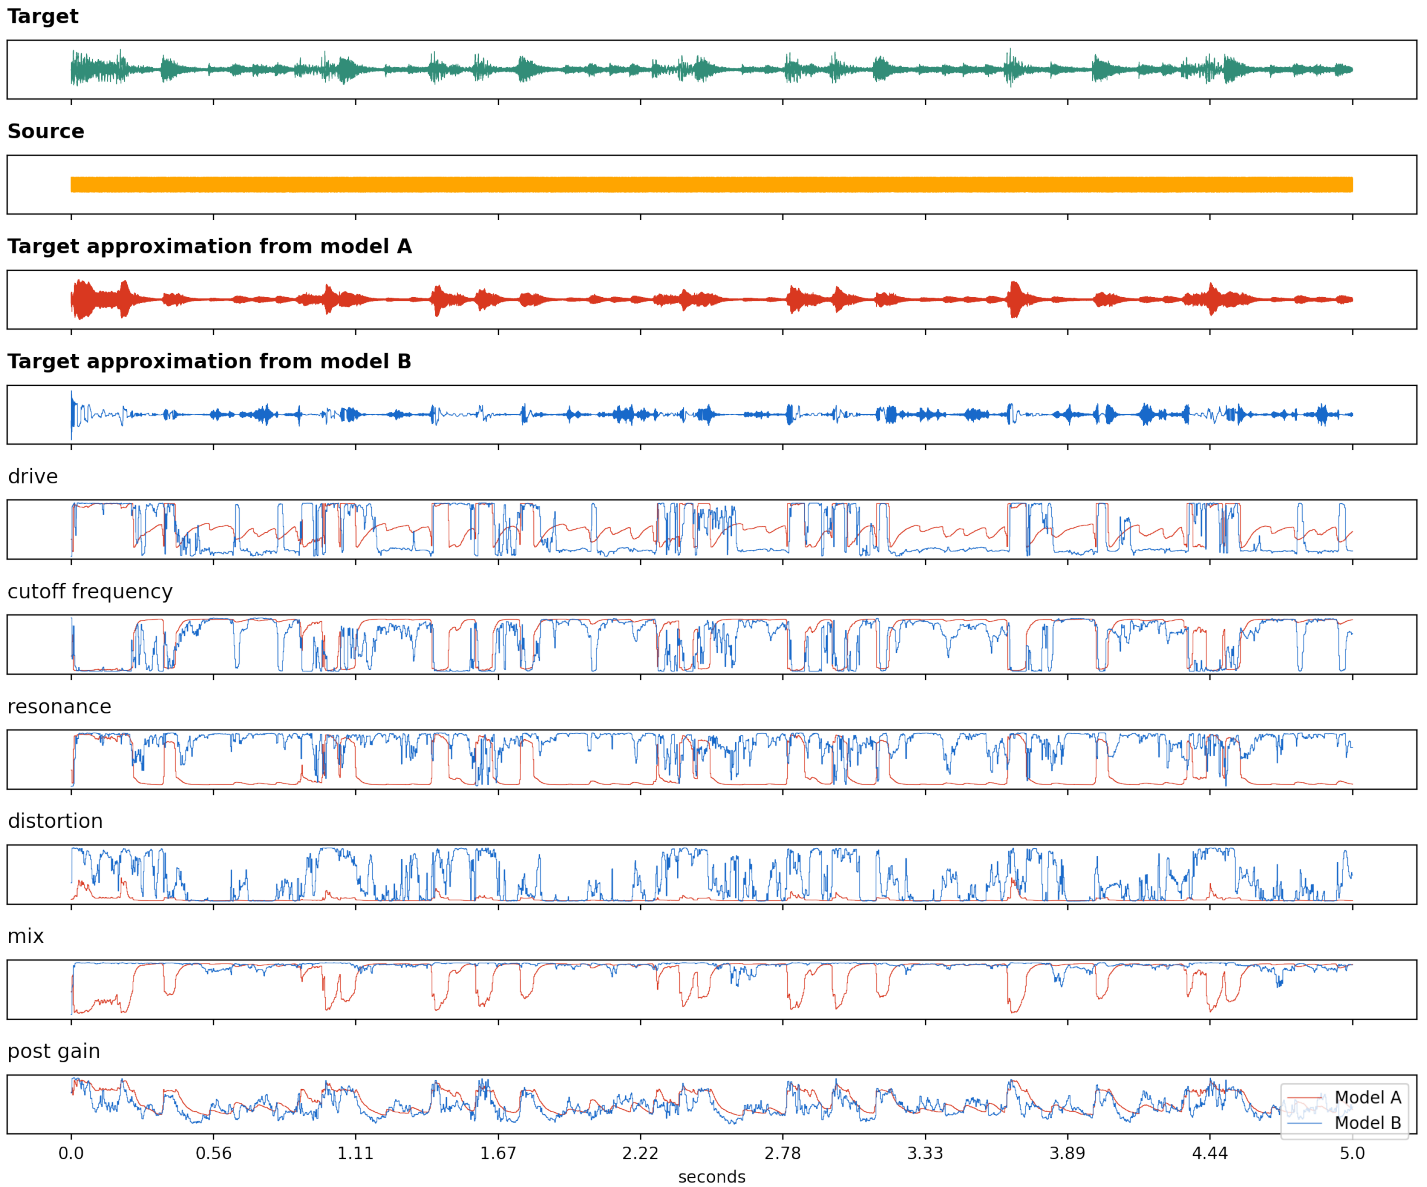 Target
Source
Target approximation from model A
Target approximation from model B
drive
cutoff frequency
resonance
distortion
mix
post gain
Model A
Model B
0.0 0.56 1.11 1.67 2.22 2.78 3.33 3.89 4.44 5.0
seconds